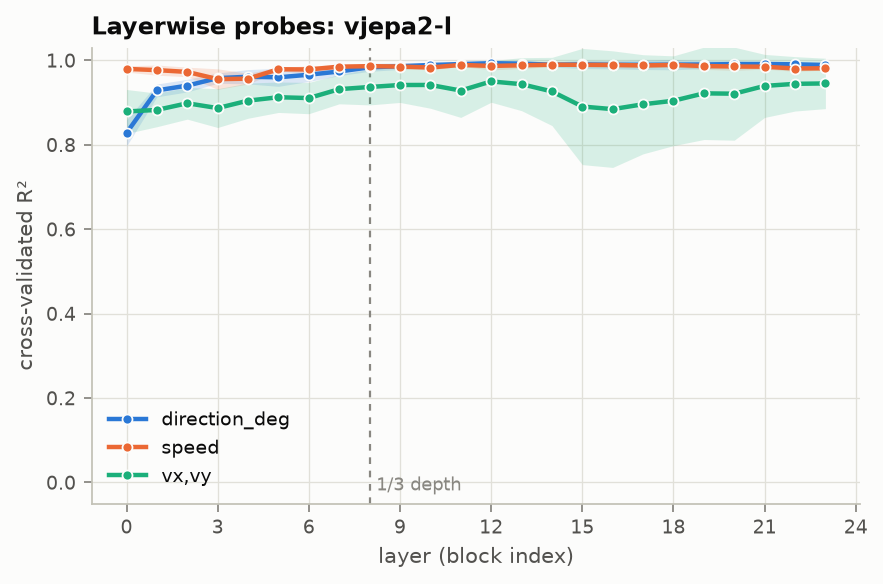 Layerwise probes: vjepa2-l
cross-validated R²
1.0
0.8
0.6
0.4
0.2
0.0
direction_deg
speed
vx,vy
1/3 depth
0 3 6 9 12 15 18 21 24
layer (block index)